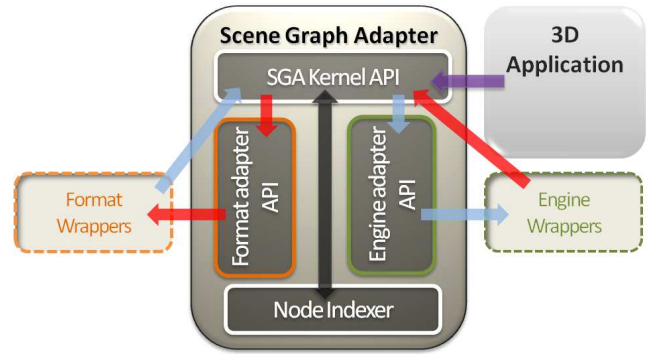 Scene Graph Adapter
SGA Kernel API
3D
Application
Format adapter
API
Engine adapter
API
Format
Wrappers
Engine
Wrappers
Node Indexer